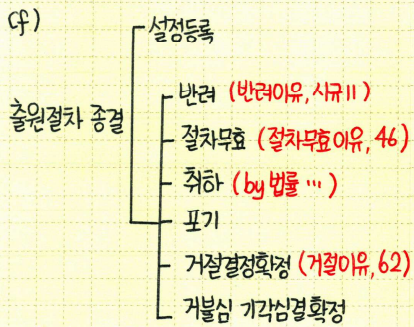 cf)
설정등록
반려 (반려이유, 시규11)
출원절차 종결
절차무효 (절차무효이유, 46)
취하 (by 법률 …)
포기
거절결정확정 (거절이유, 62)
거불심 기각심결확정